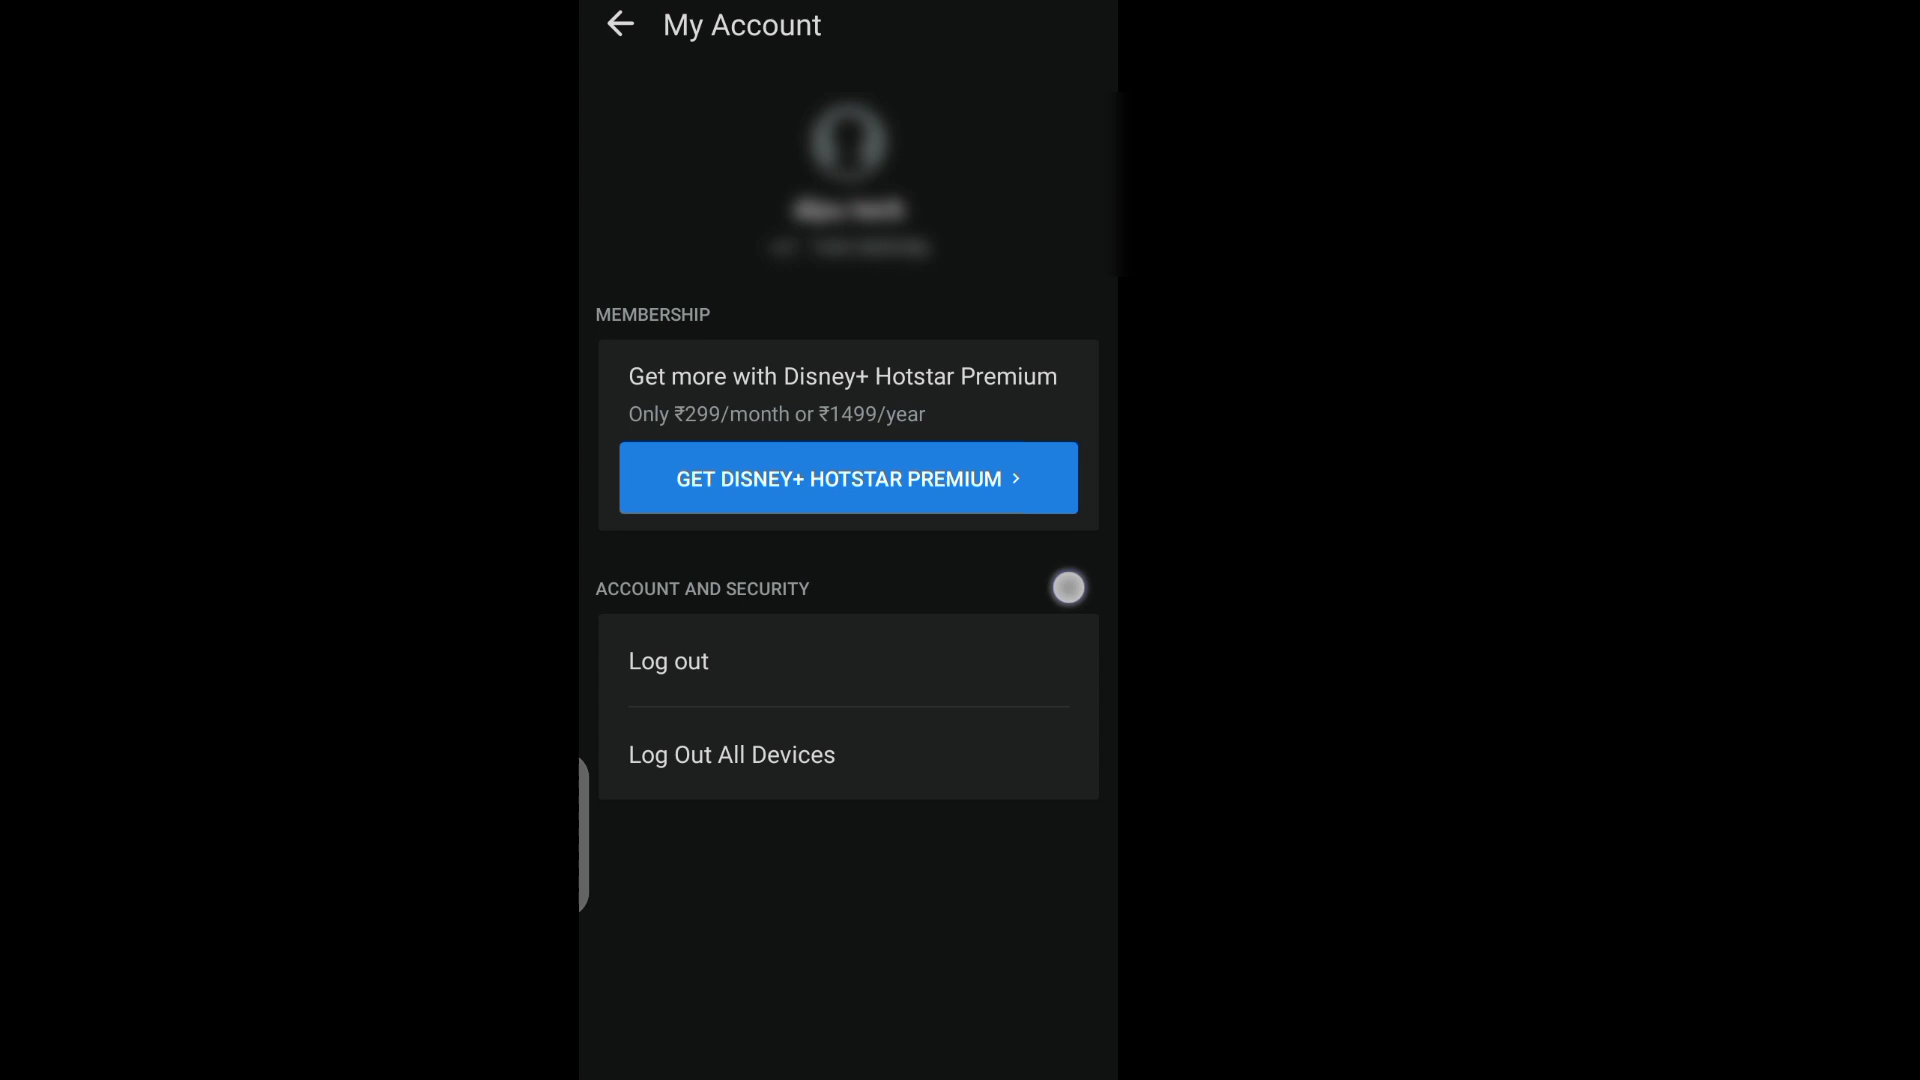 My Account
MEMBERSHIP
Get more with Disney+ Hotstar Premium
Only ₹299/month or ₹1499/year
GET DISNEY+ HOTSTAR PREMIUM
ACCOUNT AND SECURITY
Log out
Log Out All Devices